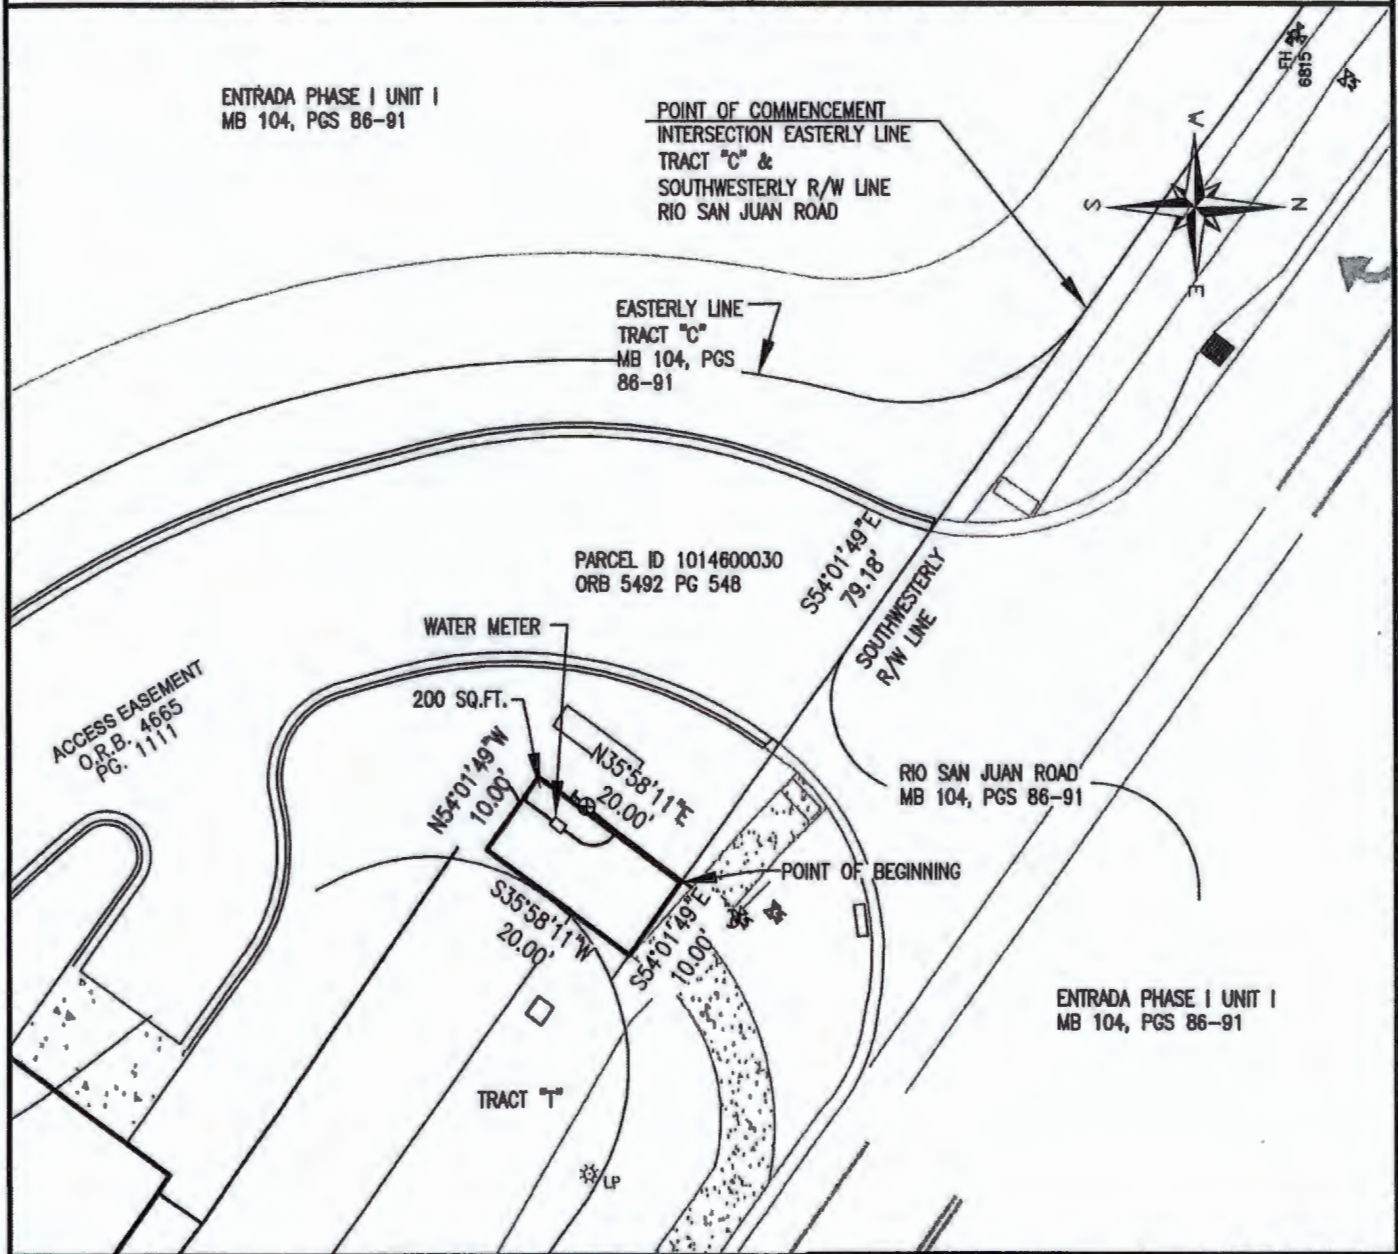 ENTRADA PHASE I UNIT I
MB 104, PGS 86-91
POINT OF COMMENCEMENT
INTERSECTION EASTERLY LINE
TRACT "C" &
SOUTHWESTERLY R/W LINE
RIO SAN JUAN ROAD
FH
6815
W
S
N
E
EASTERLY LINE
TRACT "C"
MB 104, PGS
86-91
S54°01'49"E
79.18'
SOUTHWESTERLY
R/W LINE
PARCEL ID 1014600030
ORB 5492 PG 548
WATER METER
200 SQ.FT.
ACCESS EASEMENT
O.R.B. 4665
PG. 1111
N54°01'49"W
10.00'
N35°58'11"E
20.00'
RIO SAN JUAN ROAD
MB 104, PGS 86-91
POINT OF BEGINNING
S35°58'11"W
20.00'
S54°01'49"E
10.00'
ENTRADA PHASE I UNIT I
MB 104, PGS 86-91
TRACT "T"
LP